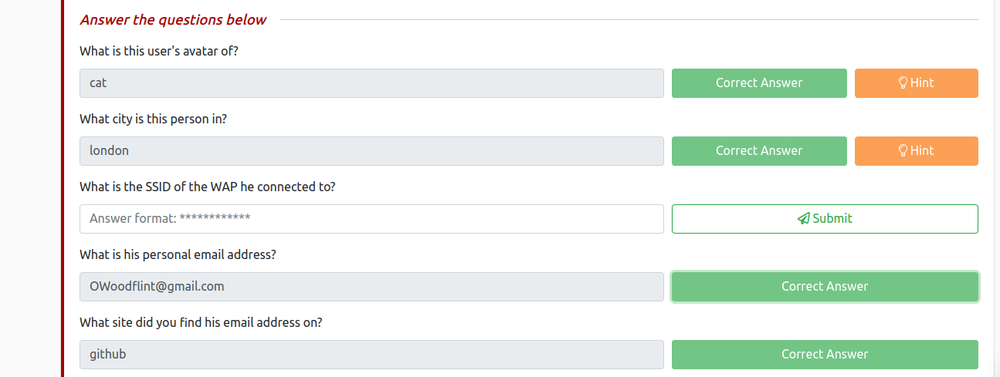 Answer the questions below
What is this user's avatar of?
cat
Correct Answer
Hint
What city is this person in?
london
Correct Answer
Hint
What is the SSID of the WAP he connected to?
Answer format: ************
Submit
What is his personal email address?
OWoodflint@gmail.com
Correct Answer
What site did you find his email address on?
github
Correct Answer